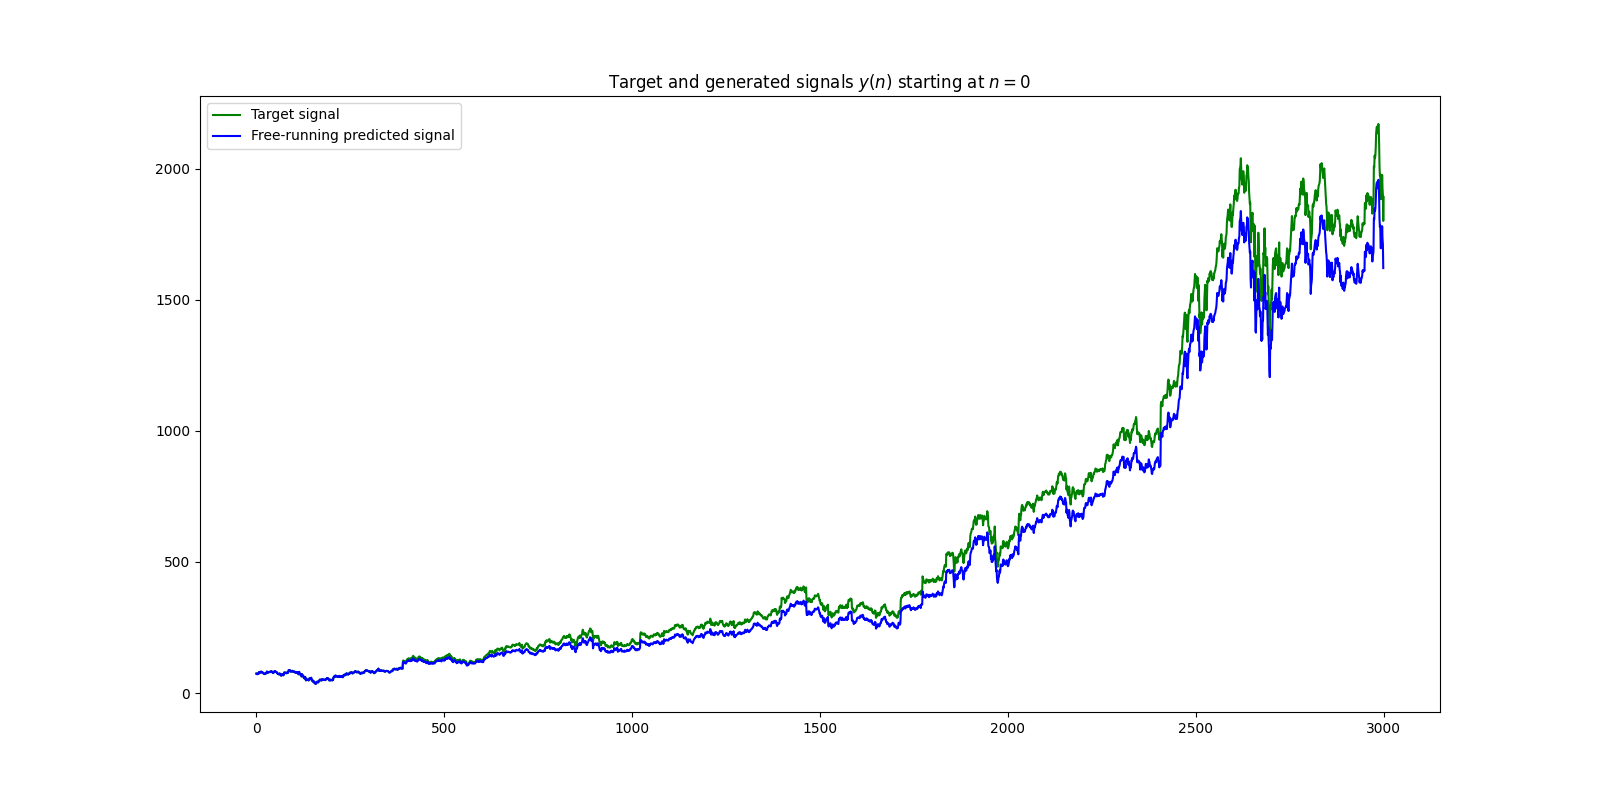 Target and generated signals y(n) starting at n = 0
Target signal
Free-running predicted signal
2000
1500
1000
500
0
0 500 1000 1500 2000 2500 3000